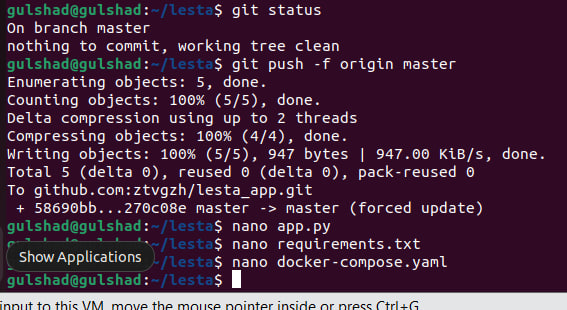 gulshad@gulshad:~/lesta$ git status
On branch master
nothing to commit, working tree clean
gulshad@gulshad:~/lesta$ git push -f origin master
Enumerating objects: 5, done.
Counting objects: 100% (5/5), done.
Delta compression using up to 2 threads
Compressing objects: 100% (4/4), done.
Writing objects: 100% (5/5), 947 bytes | 947.00 KiB/s, done.
Total 5 (delta 0), reused 0 (delta 0), pack-reused 0
To github.com:ztvgzh/lesta_app.git
 + 58690bb...270c08e master -> master (forced update)
gulshad@gulshad:~/lesta$ nano app.py
lesta$ nano requirements.txt
Show Applications
lesta$ nano docker-compose.yaml
gulshad@gulshad:~/lesta$
input to this VM, move the mouse pointer inside or press Ctrl+G.